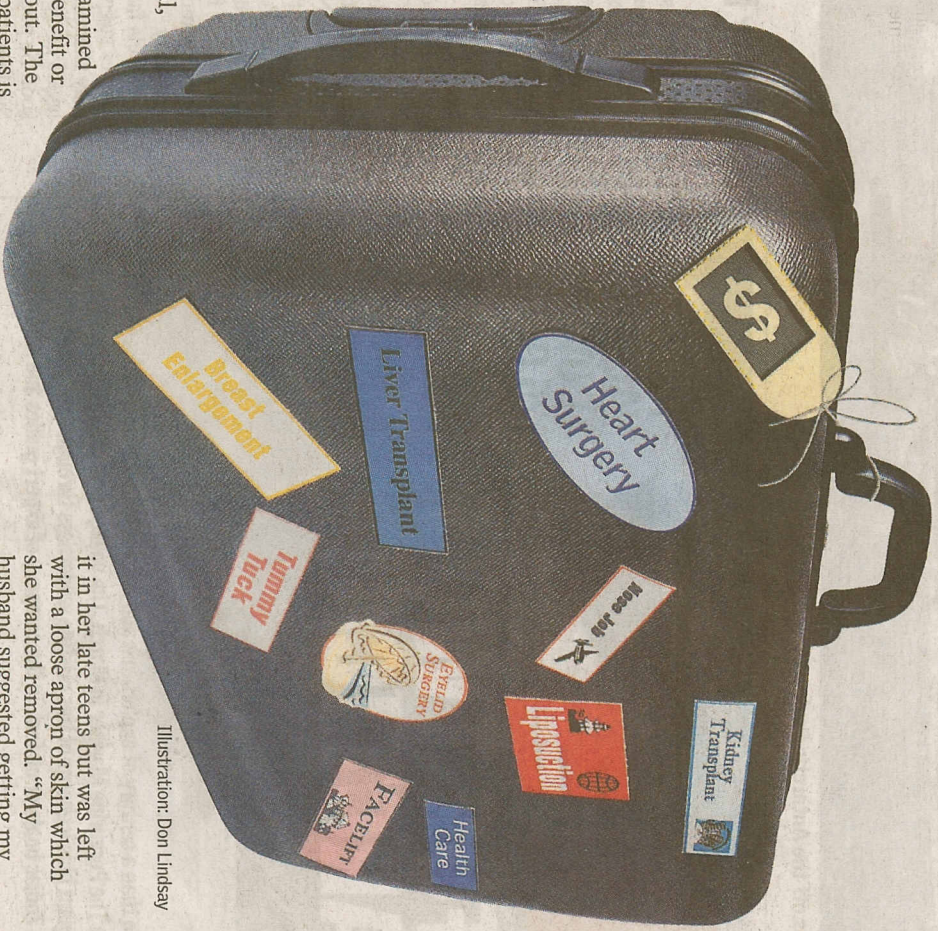 $
Kidney
Transplant
Heart
Surgery
Nose Job
Liposuction
Liver Transplant
EYELID
SURGERY
Health
Care
FACELIFT
Breast
Enlargement
Tummy
Tuck
Illustration: Don Lindsay
amined
enefit or
out. The
patients is
it in her late teens but was left
with a loose apron of skin which
she wanted removed. “My
husband suggested getting my